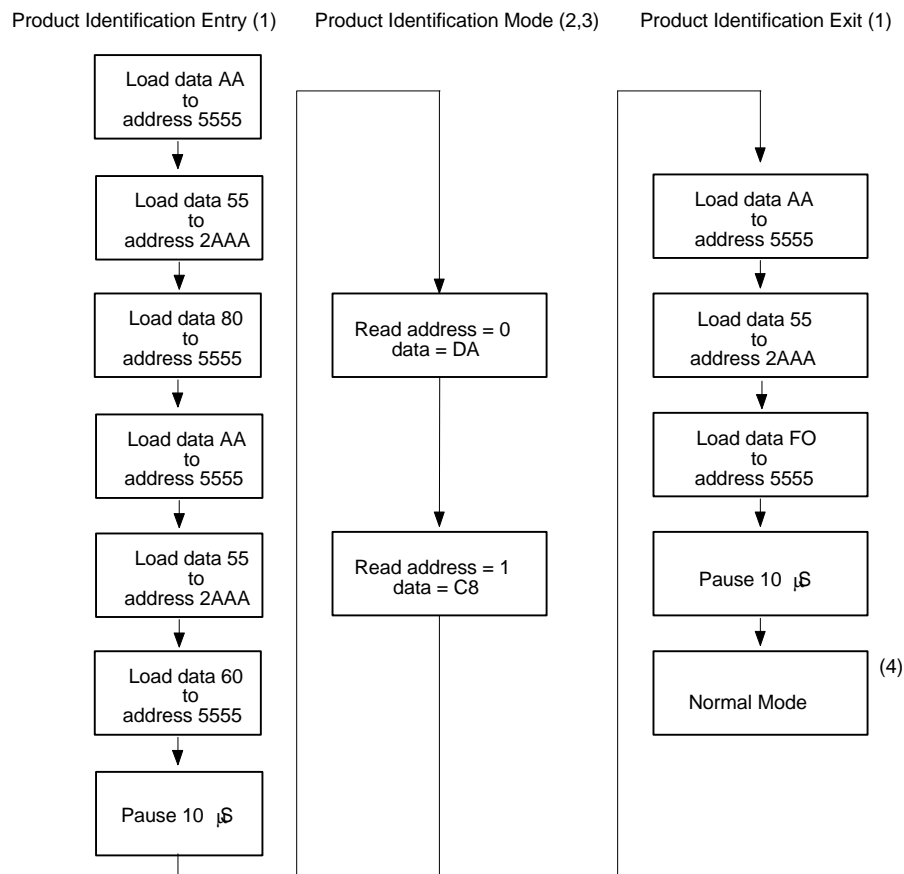 Product Identification Entry (1)
Load data AA
to
address 5555
Load data 55
to
address 2AAA
Load data 80
to
address 5555
Load data AA
to
address 5555
Load data 55
to
address 2AAA
Load data 60
to
address 5555
Pause 10 μS
Product Identification Mode (2,3)
Read address = 0
data = DA
Read address = 1
data = C8
Product Identification Exit (1)
Load data AA
to
address 5555
Load data 55
to
address 2AAA
Load data FO
to
address 5555
Pause 10 μS
Normal Mode
(4)